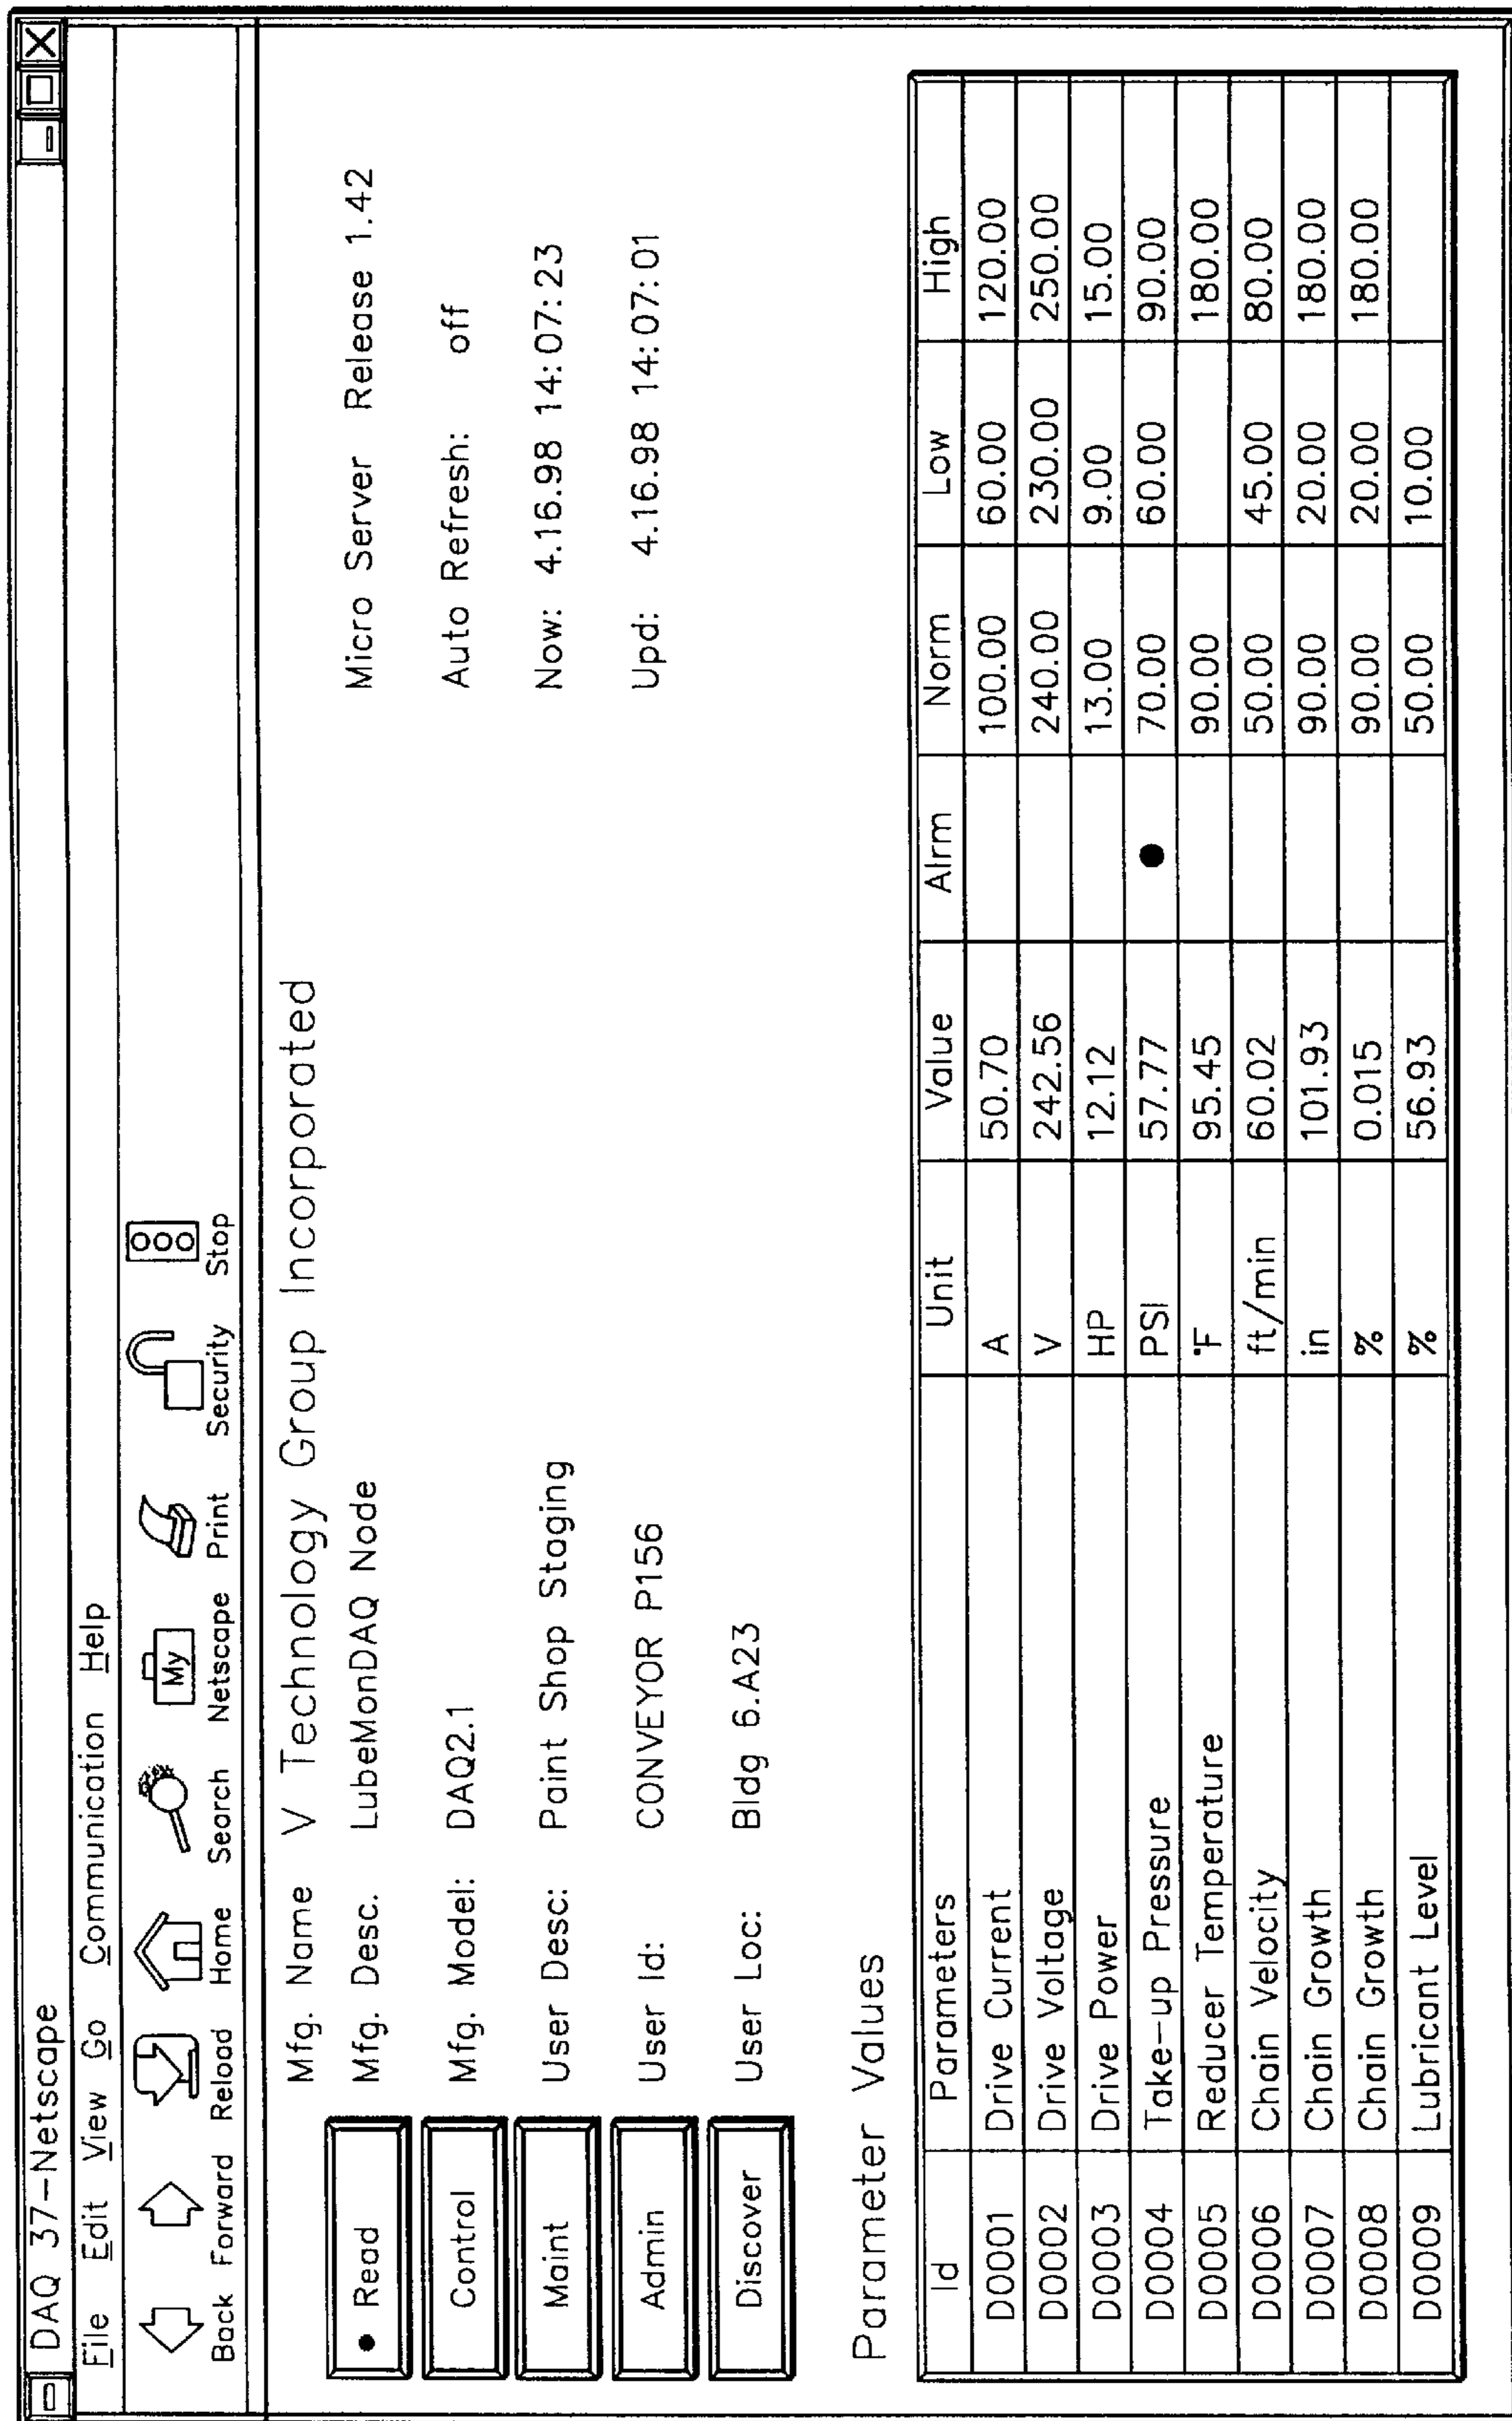 DAQ 37-Netscape
File Edit View Go Communication Help
Back Forward Reload Home Search Netscape Print Security Stop
My
Mfg. Name V Technology Group Incorporated
Read Mfg. Desc. LubeMonDAQ Node Micro Server Release 1.42
Control Mfg. Model: DAQ2.1 Auto Refresh: off
Maint User Desc: Paint Shop Staging Now: 4.16.98 14:07:23
Admin User Id: CONVEYOR P156 Upd: 4.16.98 14:07:01
Discover User Loc: Bldg 6.A23
Parameter Values
Id Parameters Unit Value Alrm Norm Low High
D0001 Drive Current A 50.70 100.00 60.00 120.00
D0002 Drive Voltage V 242.56 240.00 230.00 250.00
D0003 Drive Power HP 12.12 13.00 9.00 15.00
D0004 Take-up Pressure PSI 57.77 ● 70.00 60.00 90.00
D0005 Reducer Temperature °F 95.45 90.00 180.00
D0006 Chain Velocity ft/min 60.02 50.00 45.00 80.00
D0007 Chain Growth in 101.93 90.00 20.00 180.00
D0008 Chain Growth % 0.015 90.00 20.00 180.00
D0009 Lubricant Level % 56.93 50.00 10.00